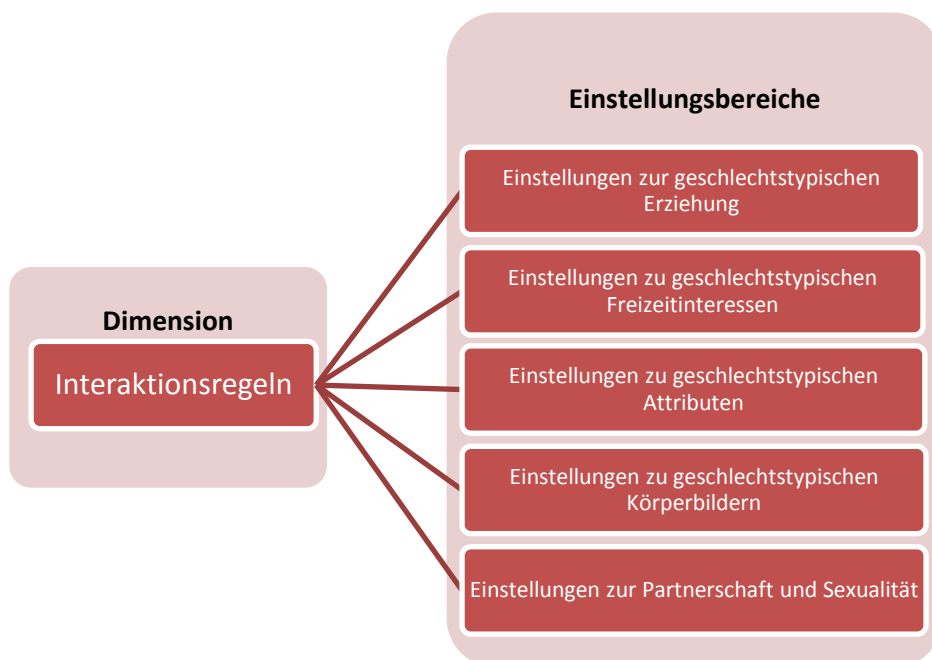 Dimension
Interaktionsregeln
Einstellungsbereiche
Einstellungen zur geschlechtstypischen
Erziehung
Einstellungen zu geschlechtstypischen
Freizeitinteressen
Einstellungen zu geschlechtstypischen
Attributen
Einstellungen zu geschlechtstypischen
Körperbildern
Einstellungen zur Partnerschaft und Sexualität